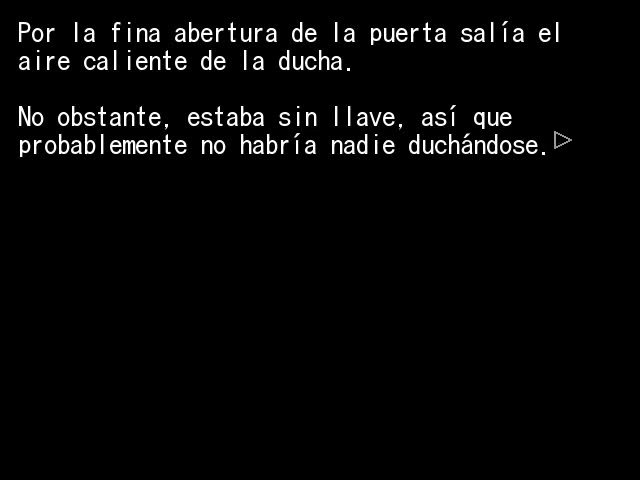 Por la fina abertura de la puerta salía el
aire caliente de la ducha.
No obstante, estaba sin llave, así que
probablemente no habría nadie duchándose.